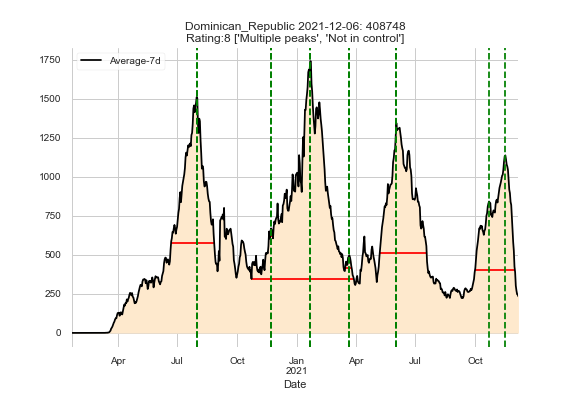 Dominican_Republic 2021-12-06: 408748
Rating:8 ['Multiple peaks', 'Not in control']
Average-7d
1750
1500
1250
1000
750
500
250
0
Apr
Jul
Oct
Jan
2021
Apr
Jul
Oct
Date